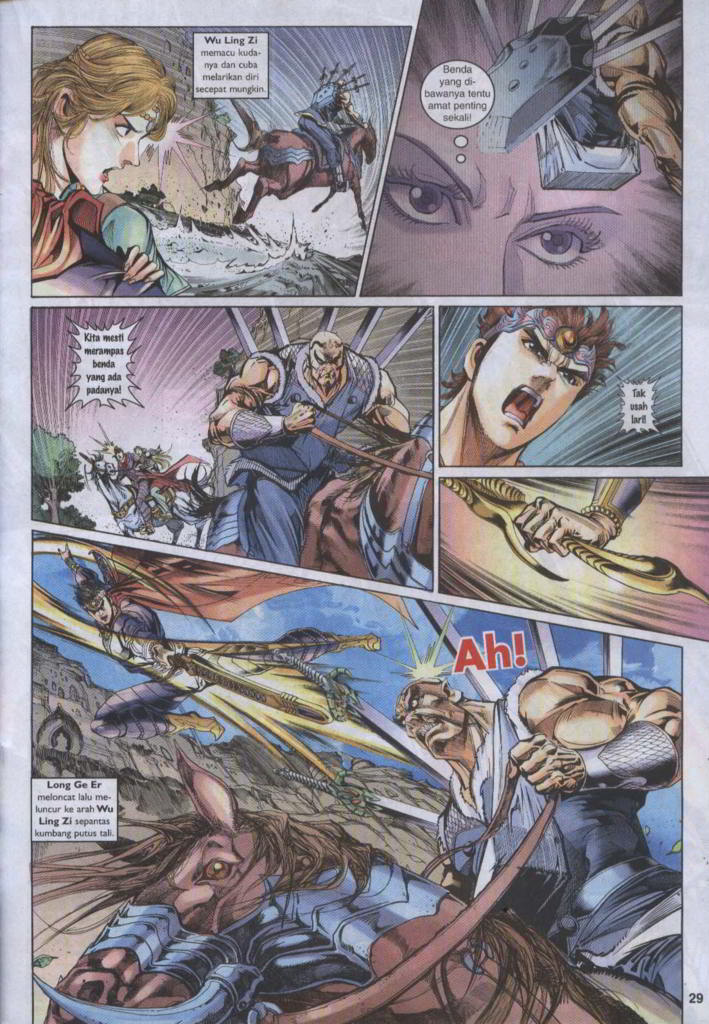 Wu Ling Zi
memacu kuda-
nya dan cuba
melarikan diri
secepat mungkin.
Benda
yang di-
bawanya tentu
amat penting
sekali!
Kita mesti
merampas
benda
yang ada
padanya!
Tak
usah
lari!
Ah!
Long Ge Er
meloncat lalu me-
luncur ke arah Wu
Ling Zi sepantas
kumbang putus tali.
29